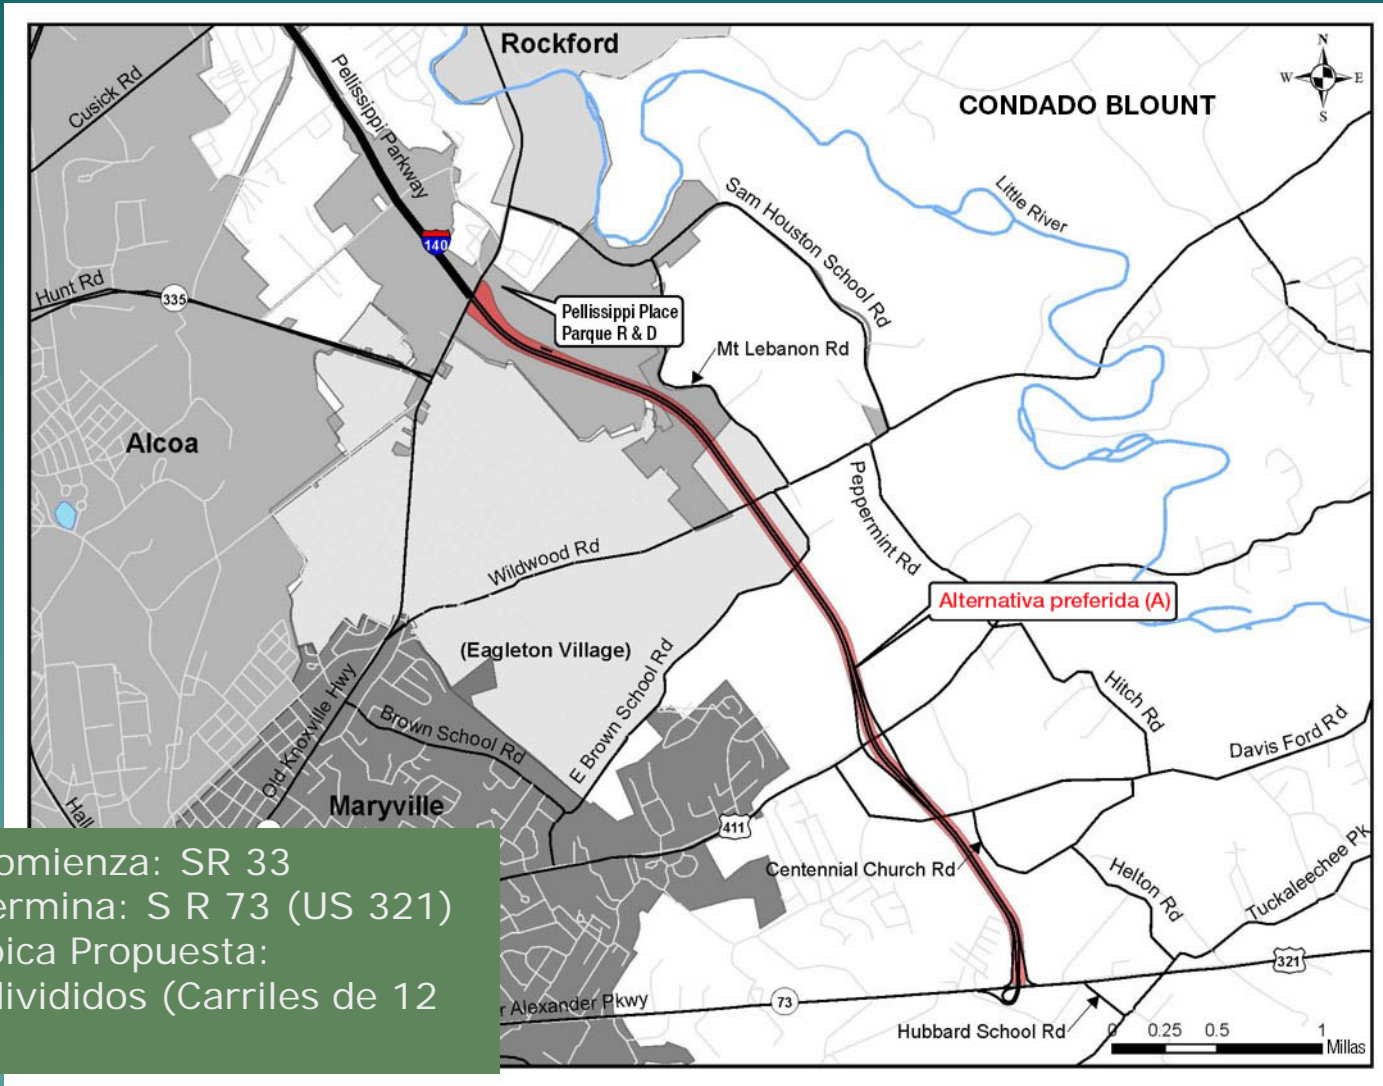 Rockford
N
W E
S
CONDADO BLOUNT
Cusick Rd
Pellissippi Parkway
Little River
Sam Houston School Rd
140
Hunt Rd
335
Pellissippi Place
Parque R & D
Mt Lebanon Rd
Alcoa
Peppermint Rd
Wildwood Rd
Alternativa preferida (A)
(Eagleton Village)
E Brown School Rd
Old Knoxville Hwy
Brown School Rd
Hitch Rd
Davis Ford Rd
Maryville
Hall
411
Centennial Church Rd
Helton Rd
Tuckaleechee Pk
omienza: SR 33
ermina: S R 73 (US 321)
pica Propuesta:
divididos (Carriles de 12
321
r Alexander Pkwy
73
Hubbard School Rd
0 0.25 0.5 1
Millas